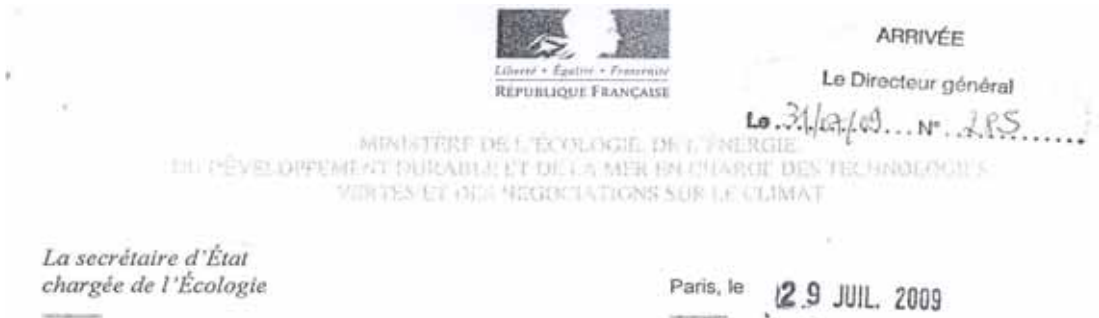 Liberté • Égalité • Fraternité
RÉPUBLIQUE FRANÇAISE
ARRIVÉE
Le Directeur général
Le 31/07/09 N°
MINISTÈRE DE L'ÉCOLOGIE, DE L'ÉNERGIE,
DU DÉVELOPPEMENT DURABLE ET DE LA MER EN CHARGE DES TECHNOLOGIES
VERTES ET DES NEGOCIATIONS SUR LE CLIMAT
La secrétaire d'État
chargée de l'Écologie
Paris, le 29 JUIL. 2009